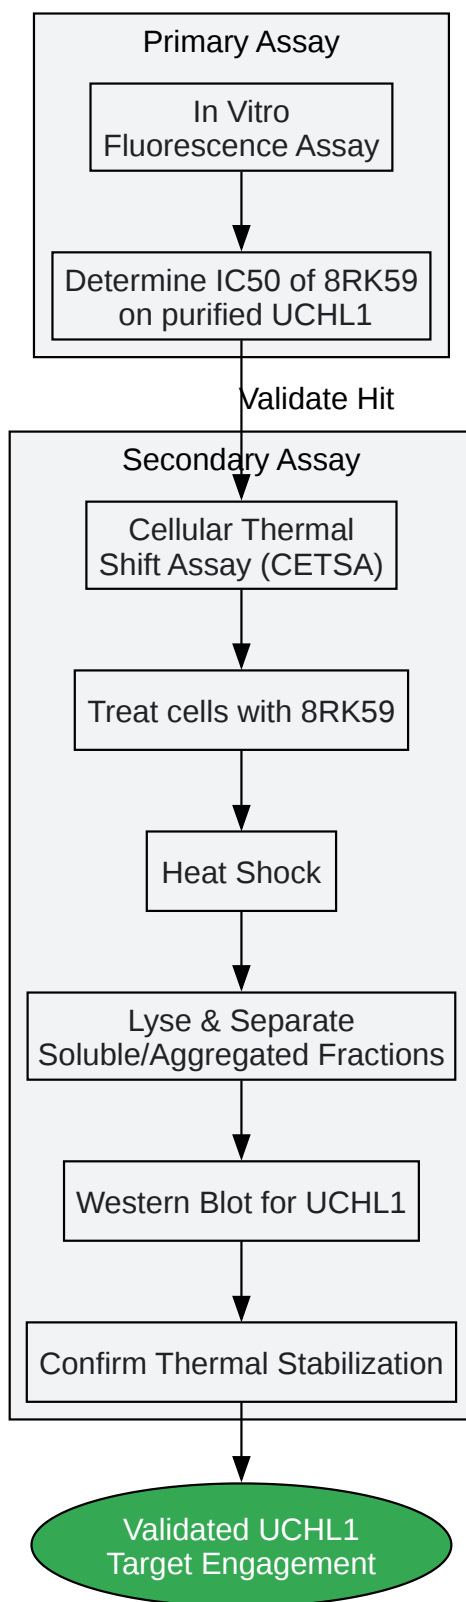 Primary Assay
In Vitro
Fluorescence Assay
Determine IC50 of 8RK59
on purified UCHL1
Validate Hit
Secondary Assay
Cellular Thermal
Shift Assay (CETSA)
Treat cells with 8RK59
Heat Shock
Lyse & Separate
Soluble/Aggregated Fractions
Western Blot for UCHL1
Confirm Thermal Stabilization
Validated UCHL1
Target Engagement